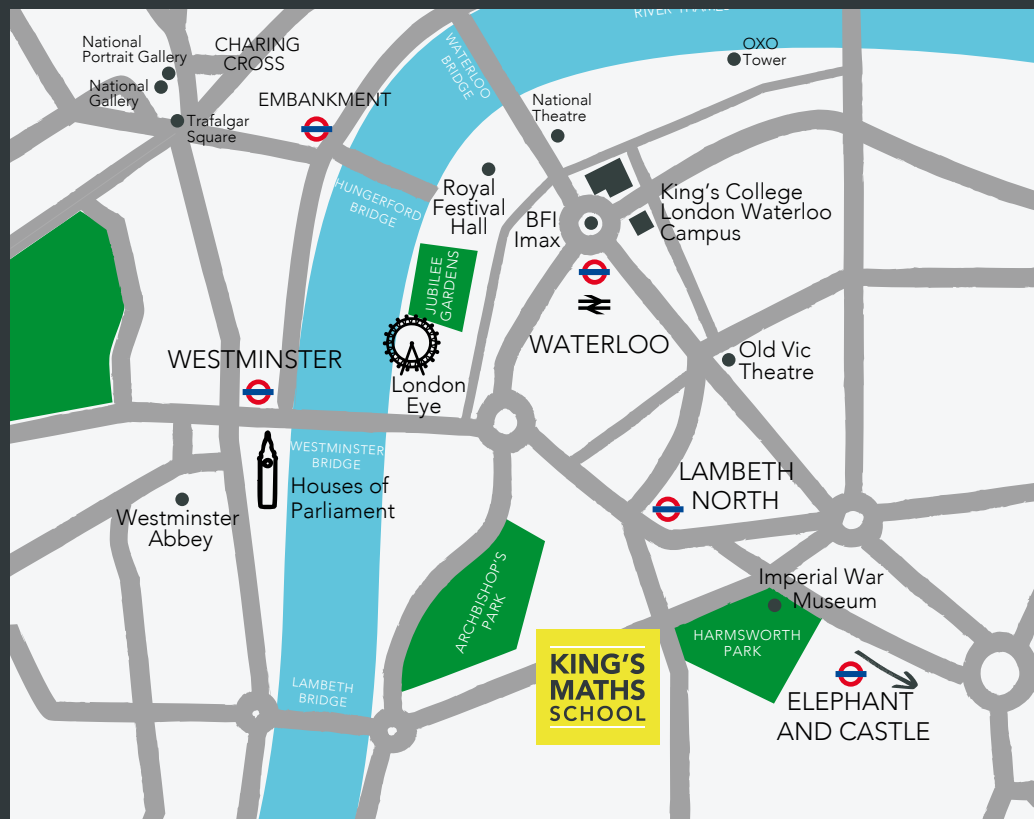 RIVER THAMES
National
Portrait Gallery
CHARING
CROSS
National
Gallery
Trafalgar
Square
EMBANKMENT
WATERLOO
BRIDGE
OXO
Tower
National
Theatre
HUNGERFORD
BRIDGE
Royal
Festival
Hall
BFI
Imax
King's College
London Waterloo
Campus
JUBILEE
GARDENS
WESTMINSTER
London
Eye
WATERLOO
Old Vic
Theatre
WESTMINSTER
BRIDGE
Houses of
Parliament
Westminster
Abbey
LAMBETH
NORTH
ARCHBISHOP'S
PARK
Imperial War
Museum
HARMSWORTH
PARK
KING'S
MATHS
SCHOOL
LAMBETH
BRIDGE
ELEPHANT
AND CASTLE